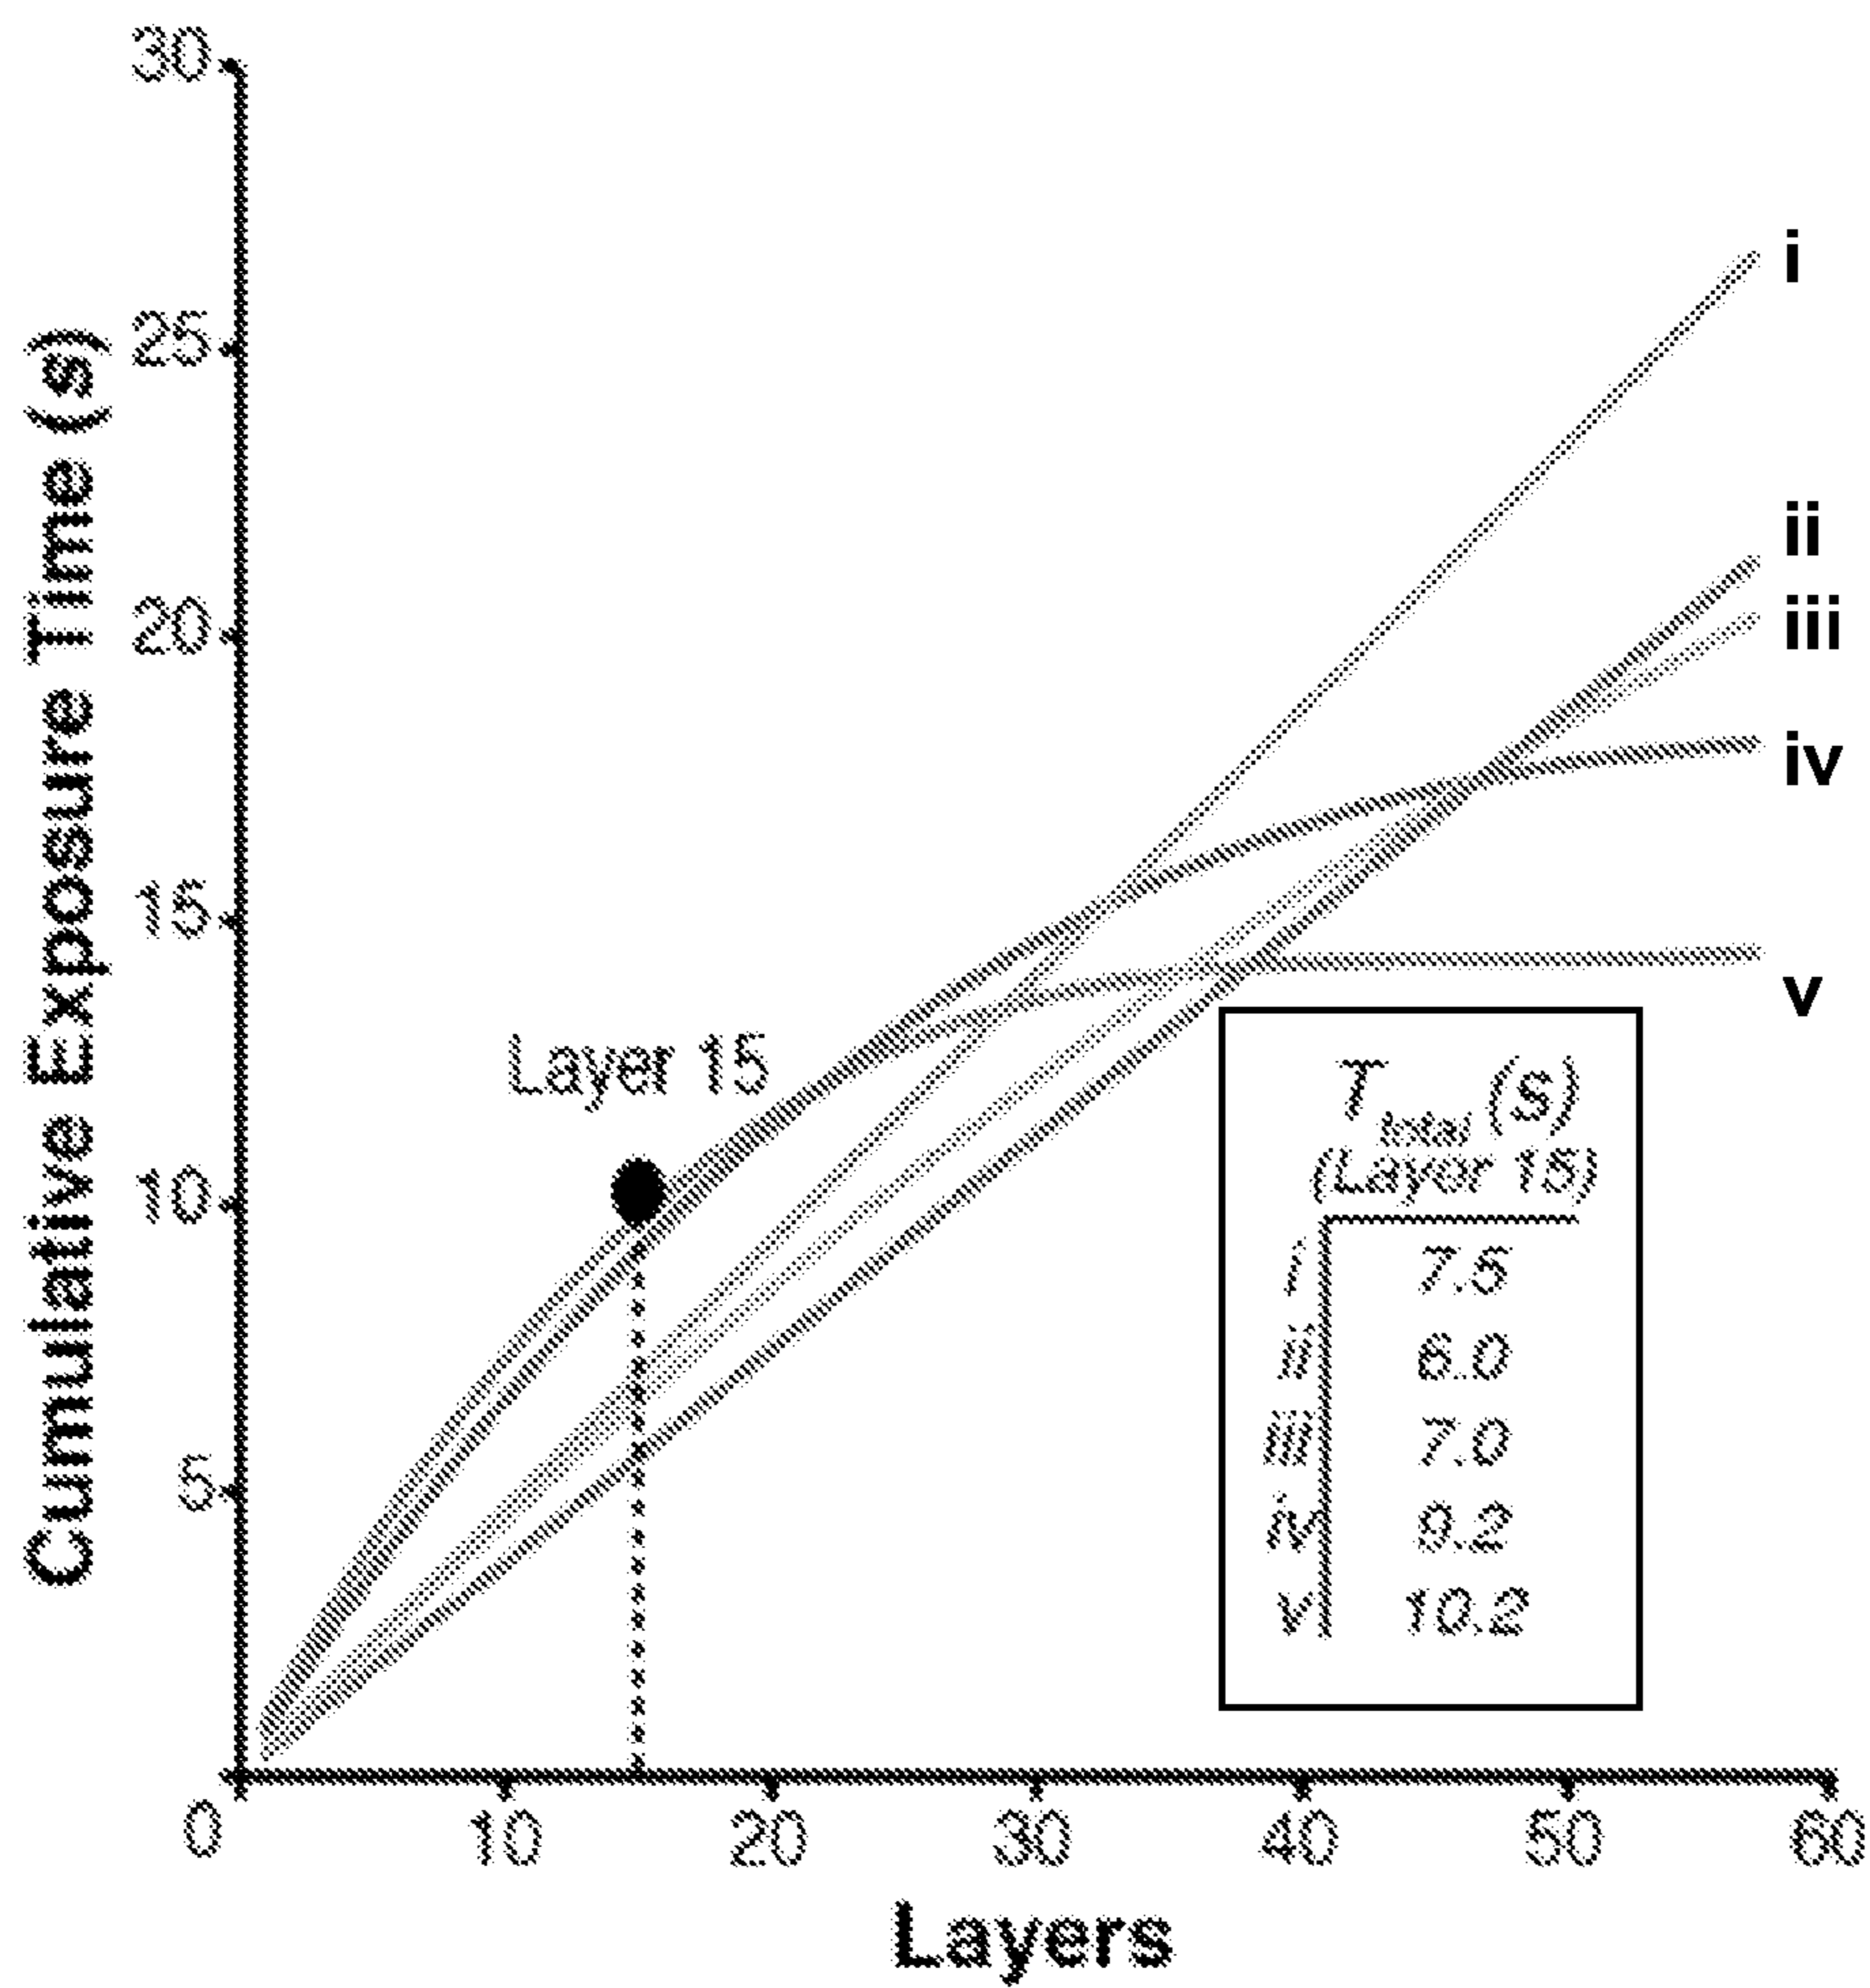 Cumulative Exposure Time (s)
30
25
20
15
10
5
0
10
20
30
40
50
60
Layers
Layer 15
i
ii
iii
iv
v
T total (s)
(Layer 15)
i 7.5
ii 6.0
iii 7.0
iv 9.2
v 10.2